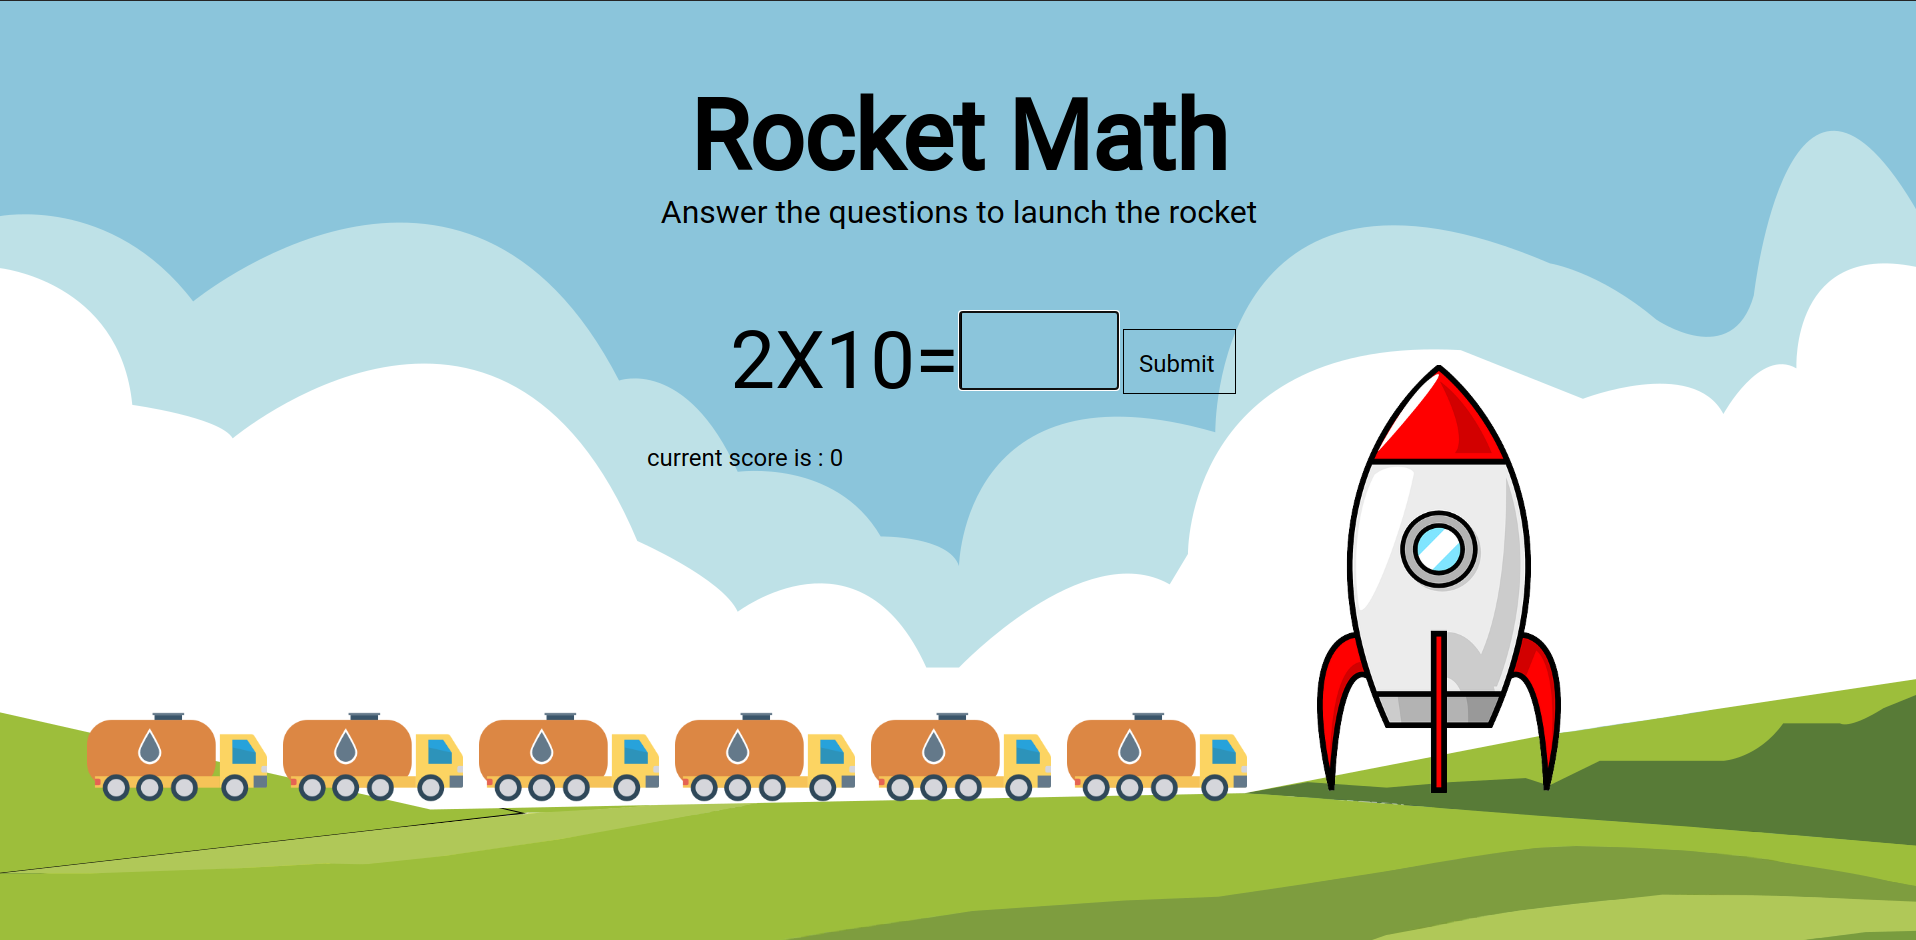 Rocket Math
Answer the questions to launch the rocket
2X10=
Submit
current score is : 0